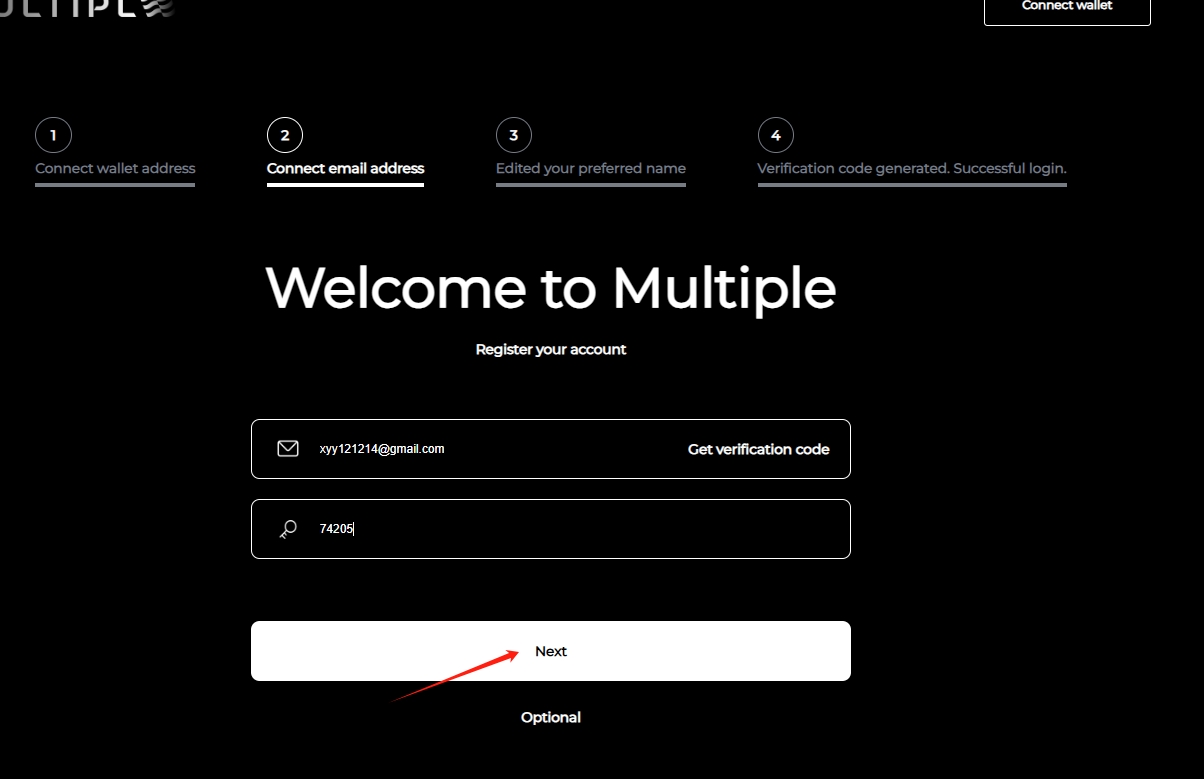 Connect wallet
1
2
3
4
Connect wallet address
Connect email address
Edited your preferred name
Verification code generated. Successful login.
Welcome to Multiple
Register your account
xyy121214@gmail.com
Get verification code
74205
Next
Optional